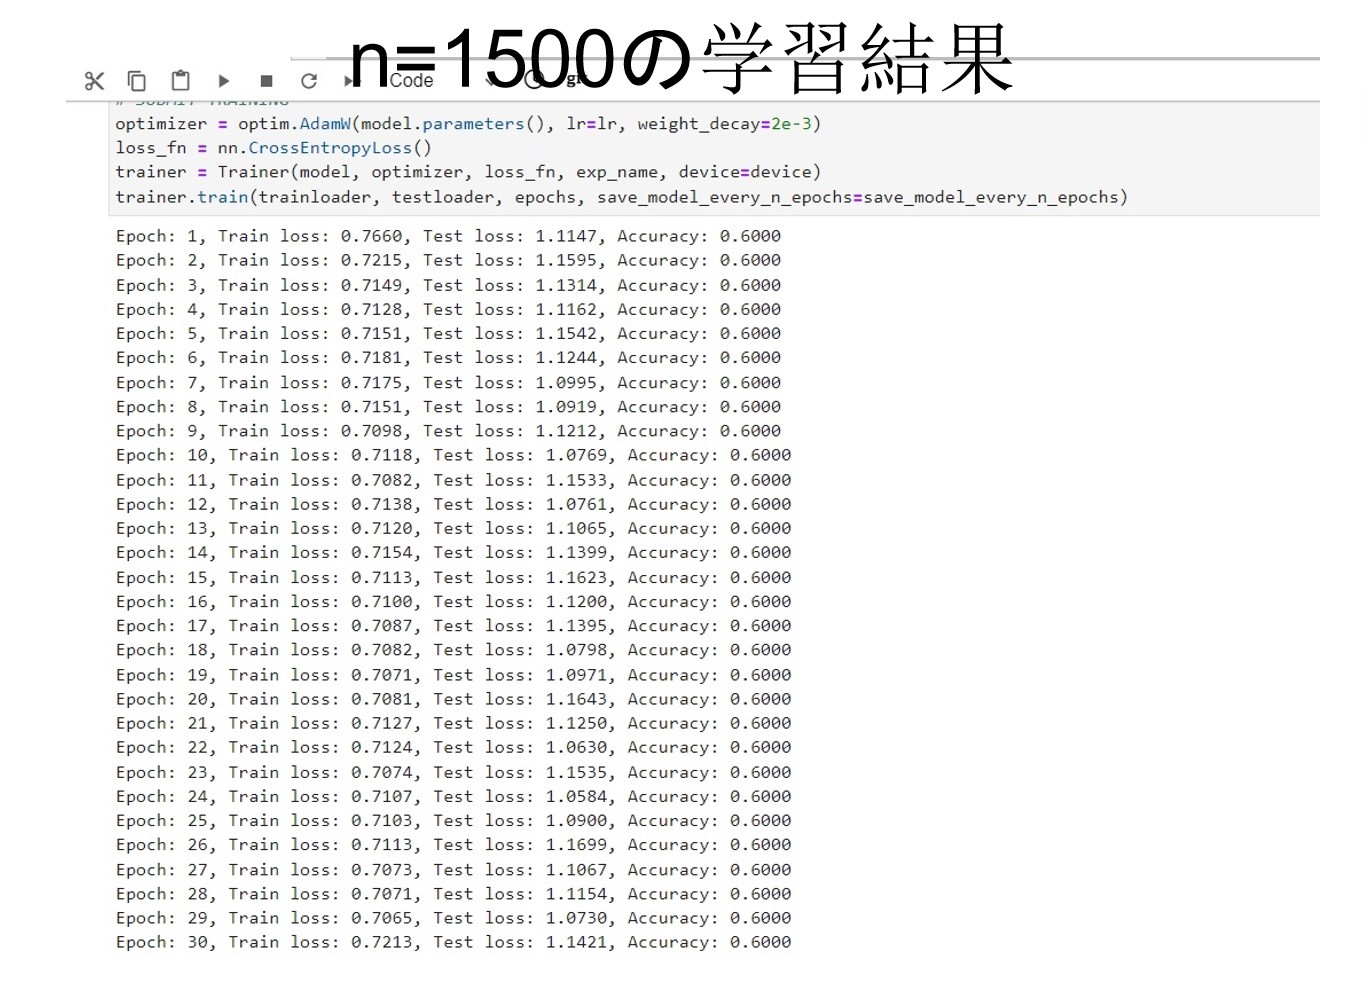 n=1500の学習結果
Code
# SUBMIT TRAINING
optimizer = optim.AdamW(model.parameters(), lr=lr, weight_decay=2e-3)
loss_fn = nn.CrossEntropyLoss()
trainer = Trainer(model, optimizer, loss_fn, exp_name, device=device)
trainer.train(trainloader, testloader, epochs, save_model_every_n_epochs=save_model_every_n_epochs)
Epoch: 1, Train loss: 0.7660, Test loss: 1.1147, Accuracy: 0.6000
Epoch: 2, Train loss: 0.7215, Test loss: 1.1595, Accuracy: 0.6000
Epoch: 3, Train loss: 0.7149, Test loss: 1.1314, Accuracy: 0.6000
Epoch: 4, Train loss: 0.7128, Test loss: 1.1162, Accuracy: 0.6000
Epoch: 5, Train loss: 0.7151, Test loss: 1.1542, Accuracy: 0.6000
Epoch: 6, Train loss: 0.7181, Test loss: 1.1244, Accuracy: 0.6000
Epoch: 7, Train loss: 0.7175, Test loss: 1.0995, Accuracy: 0.6000
Epoch: 8, Train loss: 0.7151, Test loss: 1.0919, Accuracy: 0.6000
Epoch: 9, Train loss: 0.7098, Test loss: 1.1212, Accuracy: 0.6000
Epoch: 10, Train loss: 0.7118, Test loss: 1.0769, Accuracy: 0.6000
Epoch: 11, Train loss: 0.7082, Test loss: 1.1533, Accuracy: 0.6000
Epoch: 12, Train loss: 0.7138, Test loss: 1.0761, Accuracy: 0.6000
Epoch: 13, Train loss: 0.7120, Test loss: 1.1065, Accuracy: 0.6000
Epoch: 14, Train loss: 0.7154, Test loss: 1.1399, Accuracy: 0.6000
Epoch: 15, Train loss: 0.7113, Test loss: 1.1623, Accuracy: 0.6000
Epoch: 16, Train loss: 0.7100, Test loss: 1.1200, Accuracy: 0.6000
Epoch: 17, Train loss: 0.7087, Test loss: 1.1395, Accuracy: 0.6000
Epoch: 18, Train loss: 0.7082, Test loss: 1.0798, Accuracy: 0.6000
Epoch: 19, Train loss: 0.7071, Test loss: 1.0971, Accuracy: 0.6000
Epoch: 20, Train loss: 0.7081, Test loss: 1.1643, Accuracy: 0.6000
Epoch: 21, Train loss: 0.7127, Test loss: 1.1250, Accuracy: 0.6000
Epoch: 22, Train loss: 0.7124, Test loss: 1.0630, Accuracy: 0.6000
Epoch: 23, Train loss: 0.7074, Test loss: 1.1535, Accuracy: 0.6000
Epoch: 24, Train loss: 0.7107, Test loss: 1.0584, Accuracy: 0.6000
Epoch: 25, Train loss: 0.7103, Test loss: 1.0900, Accuracy: 0.6000
Epoch: 26, Train loss: 0.7113, Test loss: 1.1699, Accuracy: 0.6000
Epoch: 27, Train loss: 0.7073, Test loss: 1.1067, Accuracy: 0.6000
Epoch: 28, Train loss: 0.7071, Test loss: 1.1154, Accuracy: 0.6000
Epoch: 29, Train loss: 0.7065, Test loss: 1.0730, Accuracy: 0.6000
Epoch: 30, Train loss: 0.7213, Test loss: 1.1421, Accuracy: 0.6000